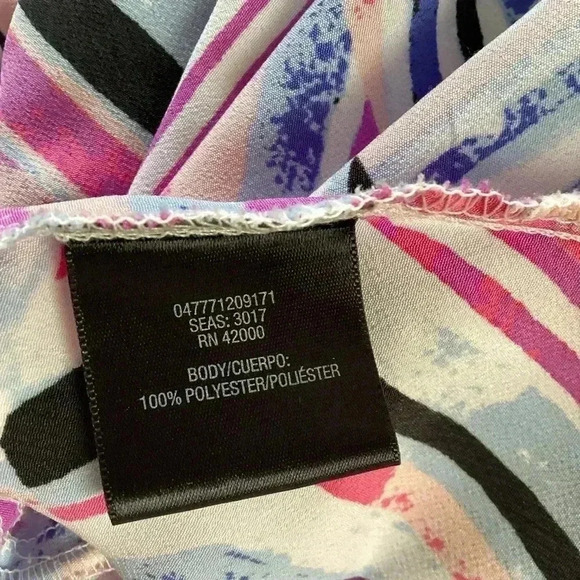 047771209171
SEAS: 3017
RN 42000
BODY/CUERPO:
100% POLYESTER/POLIÉSTER